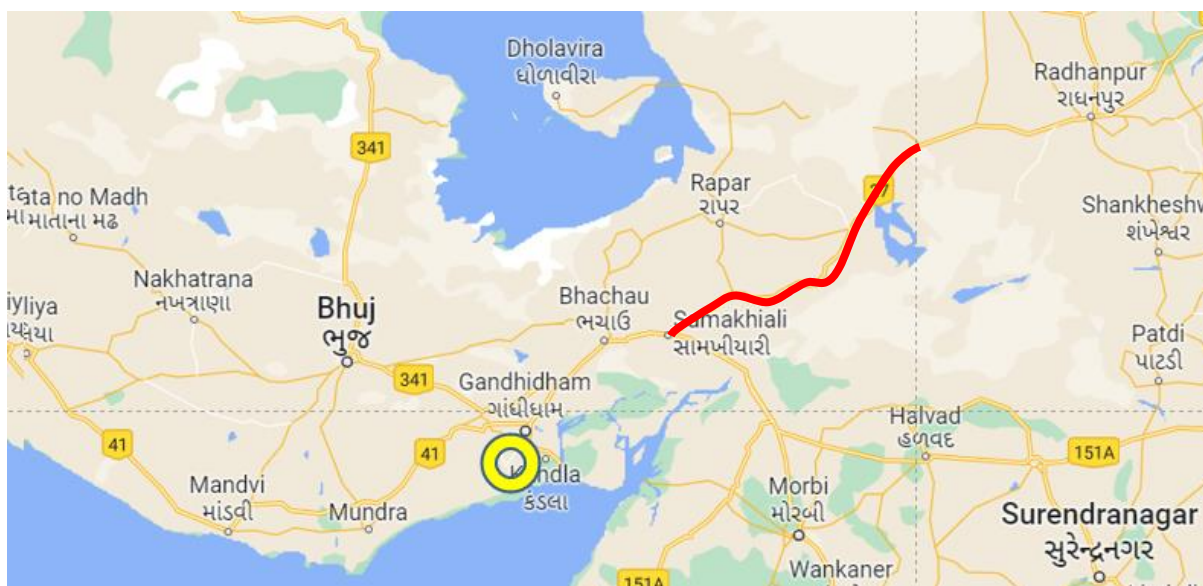 Dholavira
ધોળાવીરા
Radhanpur
રાધનપુર
341
Rapar
રાપર
27
ata no Madh
માતાના મઢ
Shankheshw
શંખેશ્વર
Nakhatrana
નખત્રાણા
Bhachau
ભચાઉ
Bhuj
ભુજ
Samakhiali
સામખીયારી
Patdi
પાટડી
341
Gandhidham
ગાંધીધામ
Halvad
હળવદ
41
41
151A
Kandla
કંડલા
Mandvi
માંડવી
Mundra
Morbi
મોરબી
Surendranagar
સુરેન્દ્રનગર
Wankaner
151A